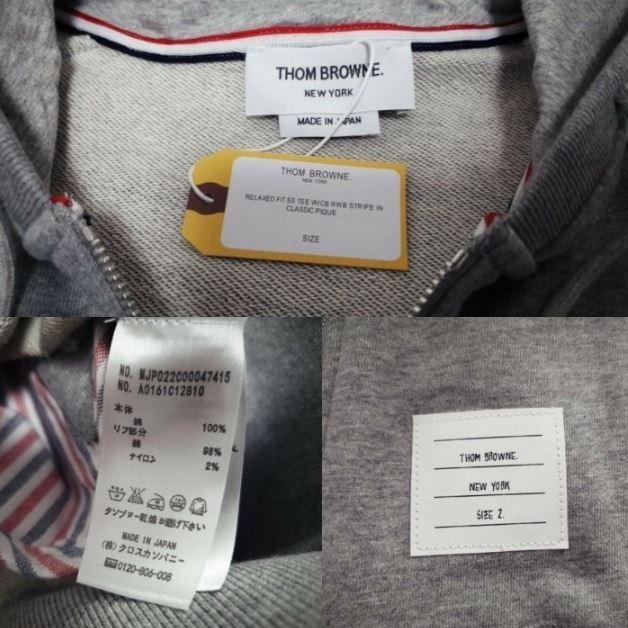 THOM BROWNE.
NEW YORK
MADE IN JAPAN
THOM BROWNE.
NEW YORK
RELAXED FIT SS TEE W/CB RWB STRIPE IN
CLASSIC PIQUE
SIZE
NO. MJP022C00047415
NO. A0161C12810
本体
綿 100%
リブ部分
綿 98%
ナイロン 2%
タンブラー乾燥お避け下さい
MADE IN JAPAN
(株)クロスカンパニー
0120-806-008
THOM BROWNE.
NEW YORK
SIZE 2.